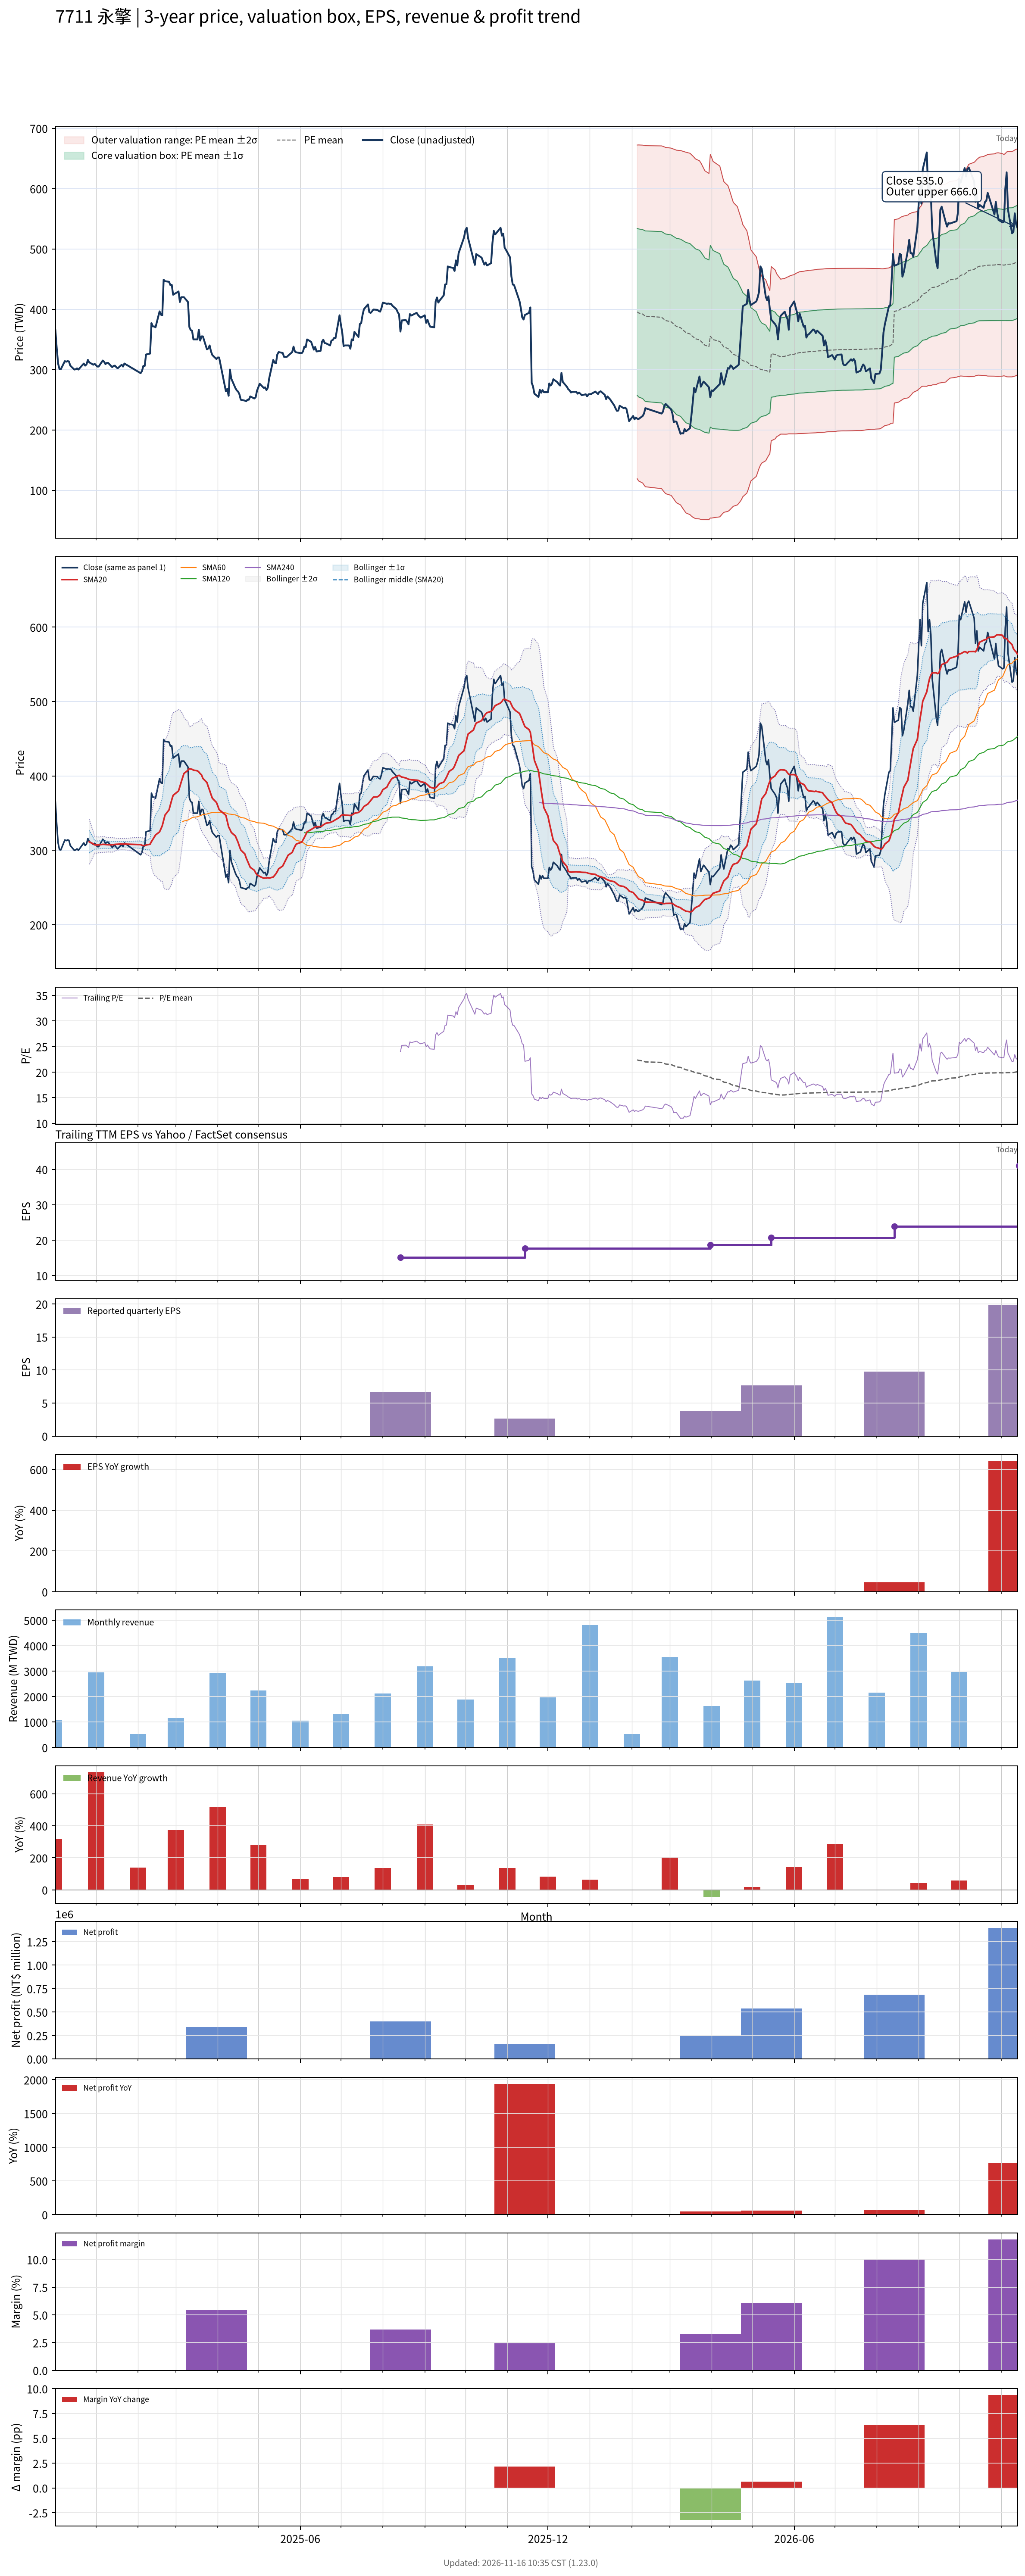 7711 永擎 | 3-year price, valuation box, EPS, revenue & profit trend
Outer valuation range: PE mean ±2σ
Core valuation box: PE mean ±1σ
PE mean
Close (unadjusted)
Today
Close 535.0
Outer upper 666.0
700
600
500
400
300
200
100
Price (TWD)
Close (same as panel 1)
SMA20
SMA60
SMA120
SMA240
Bollinger ±2σ
Bollinger ±1σ
Bollinger middle (SMA20)
600
500
400
300
200
Price
Trailing P/E
P/E mean
35
30
25
20
15
10
P/E
Trailing TTM EPS vs Yahoo / FactSet consensus
Today
40
30
20
10
EPS
Reported quarterly EPS
20
15
10
5
0
EPS
EPS YoY growth
600
400
200
0
YoY (%)
Monthly revenue
5000
4000
3000
2000
1000
0
Revenue (M TWD)
Revenue YoY growth
600
400
200
0
YoY (%)
Month
1e6
Net profit
1.25
1.00
0.75
0.50
0.25
0.00
Net profit (NT$ million)
Net profit YoY
2000
1500
1000
500
0
YoY (%)
Net profit margin
10.0
7.5
5.0
2.5
0.0
Margin (%)
Margin YoY change
10.0
7.5
5.0
2.5
0.0
-2.5
Δ margin (pp)
2025-06
2025-12
2026-06
Updated: 2026-11-16 10:35 CST (1.23.0)